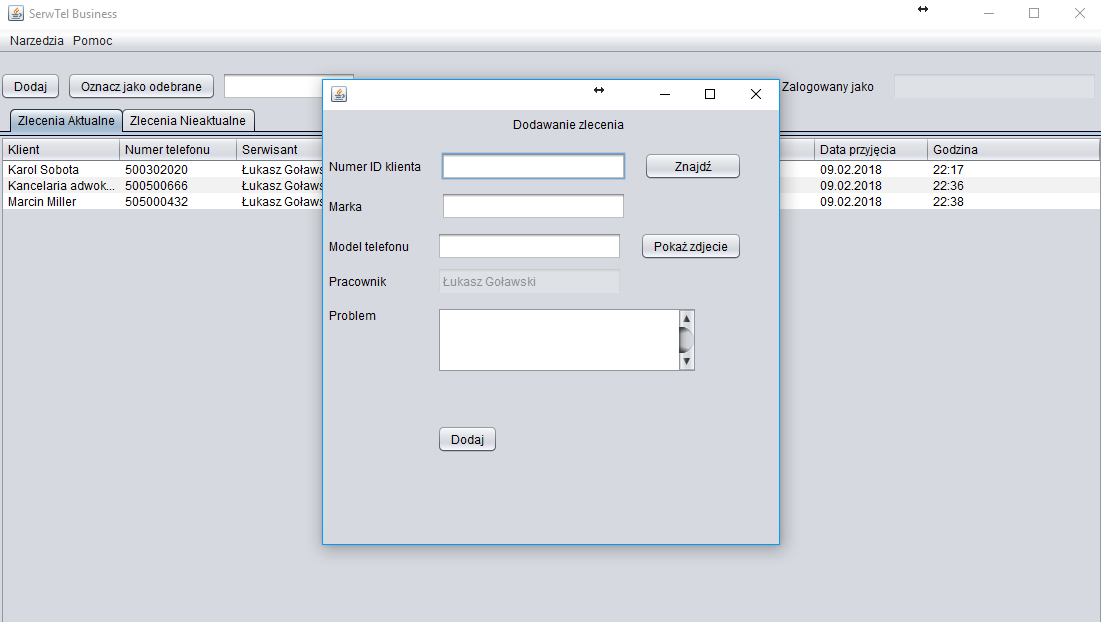 SerwTel Business
Narzedzia Pomoc
Dodaj Oznacz jako odebrane Zalogowany jako
Zlecenia Aktualne Zlecenia Nieaktualne
Klient Numer telefonu Serwisant Data przyjęcia Godzina
Karol Sobota 500302020 Łukasz Goławs 09.02.2018 22:17
Kancelaria adwok... 500500666 Łukasz Goławs 09.02.2018 22:36
Marcin Miller 505000432 Łukasz Goławs 09.02.2018 22:38
Dodawanie zlecenia
Numer ID klienta Znajdź
Marka
Model telefonu Pokaż zdjecie
Pracownik Łukasz Goławski
Problem
Dodaj